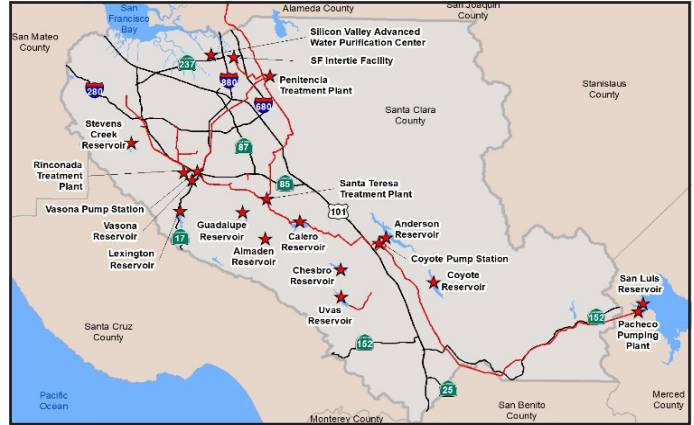 San
Francisco
Bay
Alameda County
San Joaquin
County
San Mateo
County
Silicon Valley Advanced
Water Purification Center
SF Intertie Facility
237
880
Penitencia
Treatment Plant
Stanislaus
County
280
680
Santa Clara
County
Stevens
Creek
Reservoir
87
Rinconada
Treatment
Plant
85
Santa Teresa
Treatment Plant
Vasona Pump Station
101
Vasona
Reservoir
Guadalupe
Reservoir
Calero
Reservoir
Anderson
Reservoir
Lexington
Reservoir
17
Almaden
Reservoir
Coyote Pump Station
Chesbro
Reservoir
Coyote
Reservoir
San Luis
Reservoir
Uvas
Reservoir
152
Pacheco
Pumping
Plant
Santa Cruz
County
152
25
Pacific
Ocean
San Benito
County
Merced
County
Monterey County